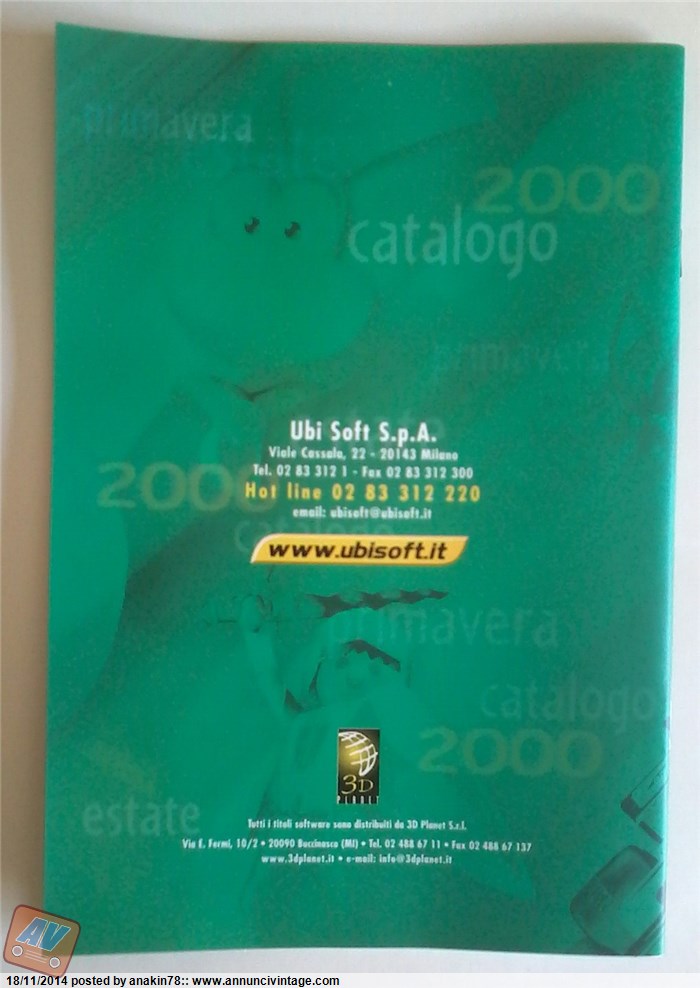 primavera
2000
catalogo
primavera
Ubi Soft S.p.A.
Viale Cassala, 22 - 20143 Milano
Tel. 02 83 312 1 - Fax 02 83 312 300
2000
Hot line 02 83 312 220
email: ubisoft@ubisoft.it
www.ubisoft.it
primavera
catalogo
2000
3D
PLANET
estate
Tutti i titoli software sono distribuiti da 3D Planet S.r.l.
Via E. Fermi, 10/2 • 20090 Buccinasco (MI) • Tel. 02 488 67 11 • Fax 02 488 67 137
www.3dplanet.it • e-mail: info@3dplanet.it
AV
18/11/2014 posted by anakin78:: www.annuncivintage.com